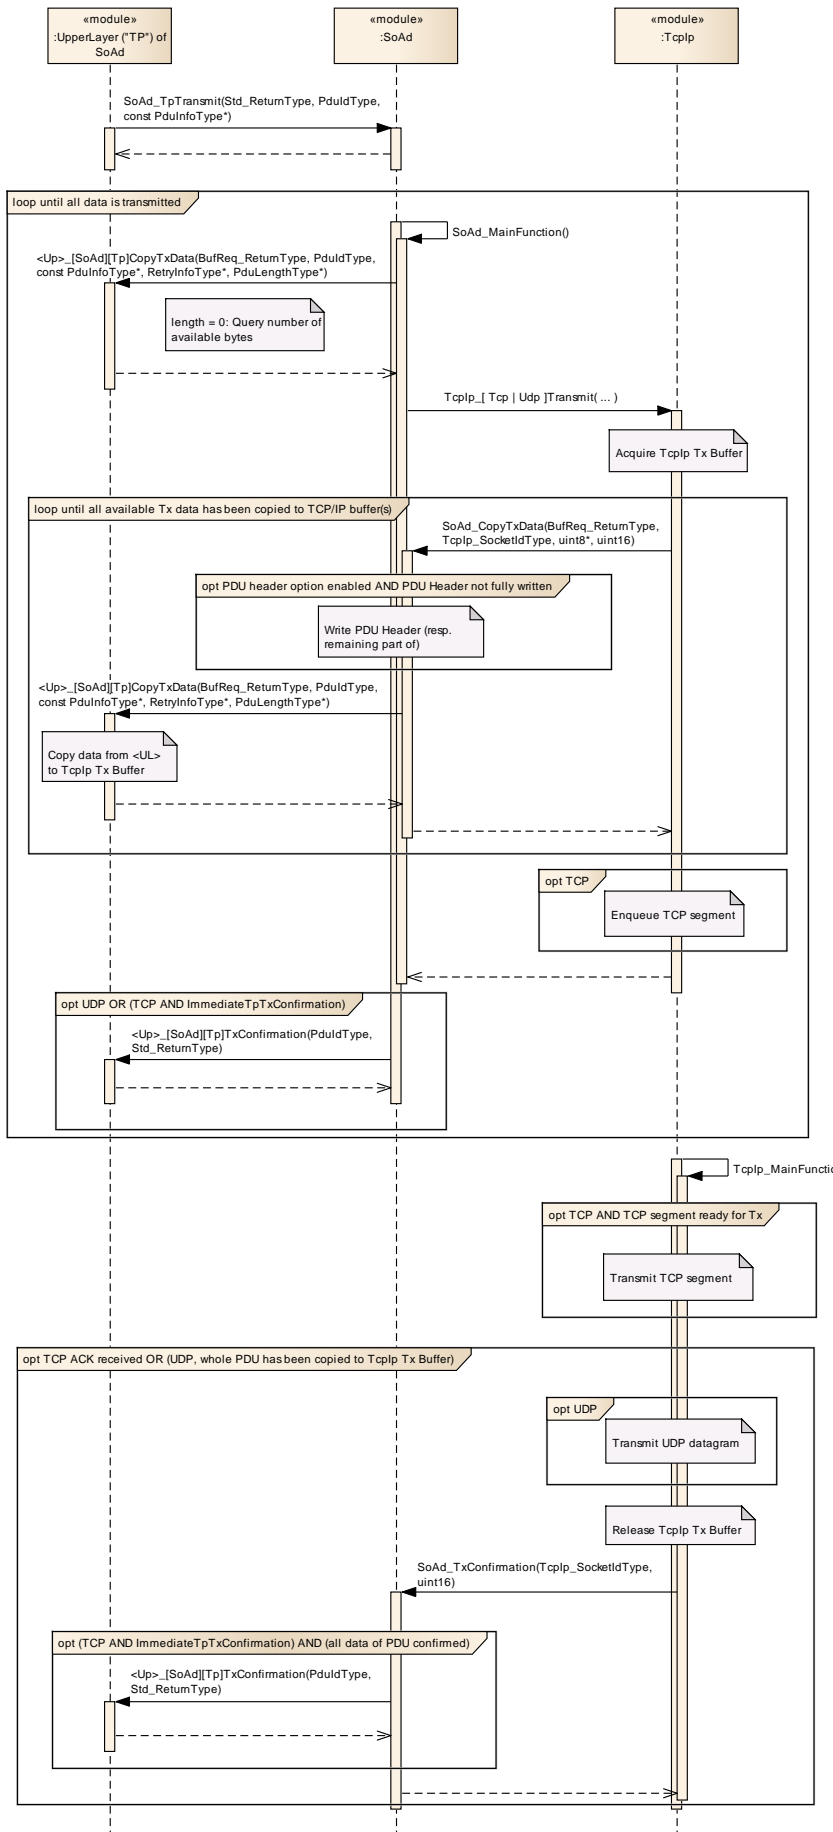 «module»
:UpperLayer ("TP") of
SoAd
«module»
:SoAd
«module»
:TcpIp
SoAd_TpTransmit(Std_ReturnType, PduIdType,
const PduInfoType*)
loop until all data is transmitted
SoAd_MainFunction()
<Up>_[SoAd][Tp]CopyTxData(BufReq_ReturnType, PduIdType,
const PduInfoType*, RetryInfoType*, PduLengthType*)
length = 0: Query number of
available bytes
TcpIp_[ Tcp | Udp ]Transmit( ... )
Acquire TcpIp Tx Buffer
loop until all available Tx data has been copied to TCP/IP buffer(s)
SoAd_CopyTxData(BufReq_ReturnType,
TcpIp_SocketIdType, uint8*, uint16)
opt PDU header option enabled AND PDU Header not fully written
Write PDU Header (resp.
remaining part of)
<Up>_[SoAd][Tp]CopyTxData(BufReq_ReturnType, PduIdType,
const PduInfoType*, RetryInfoType*, PduLengthType*)
Copy data from <UL>
to TcpIp Tx Buffer
opt TCP
Enqueue TCP segment
opt UDP OR (TCP AND ImmediateTpTxConfirmation)
<Up>_[SoAd][Tp]TxConfirmation(PduIdType,
Std_ReturnType)
TcpIp_MainFunctio
opt TCP AND TCP segment ready for Tx
Transmit TCP segment
opt TCP ACK received OR (UDP, whole PDU has been copied to TcpIp Tx Buffer)
opt UDP
Transmit UDP datagram
Release TcpIp Tx Buffer
SoAd_TxConfirmation(TcpIp_SocketIdType,
uint16)
opt (TCP AND ImmediateTpTxConfirmation) AND (all data of PDU confirmed)
<Up>_[SoAd][Tp]TxConfirmation(PduIdType,
Std_ReturnType)